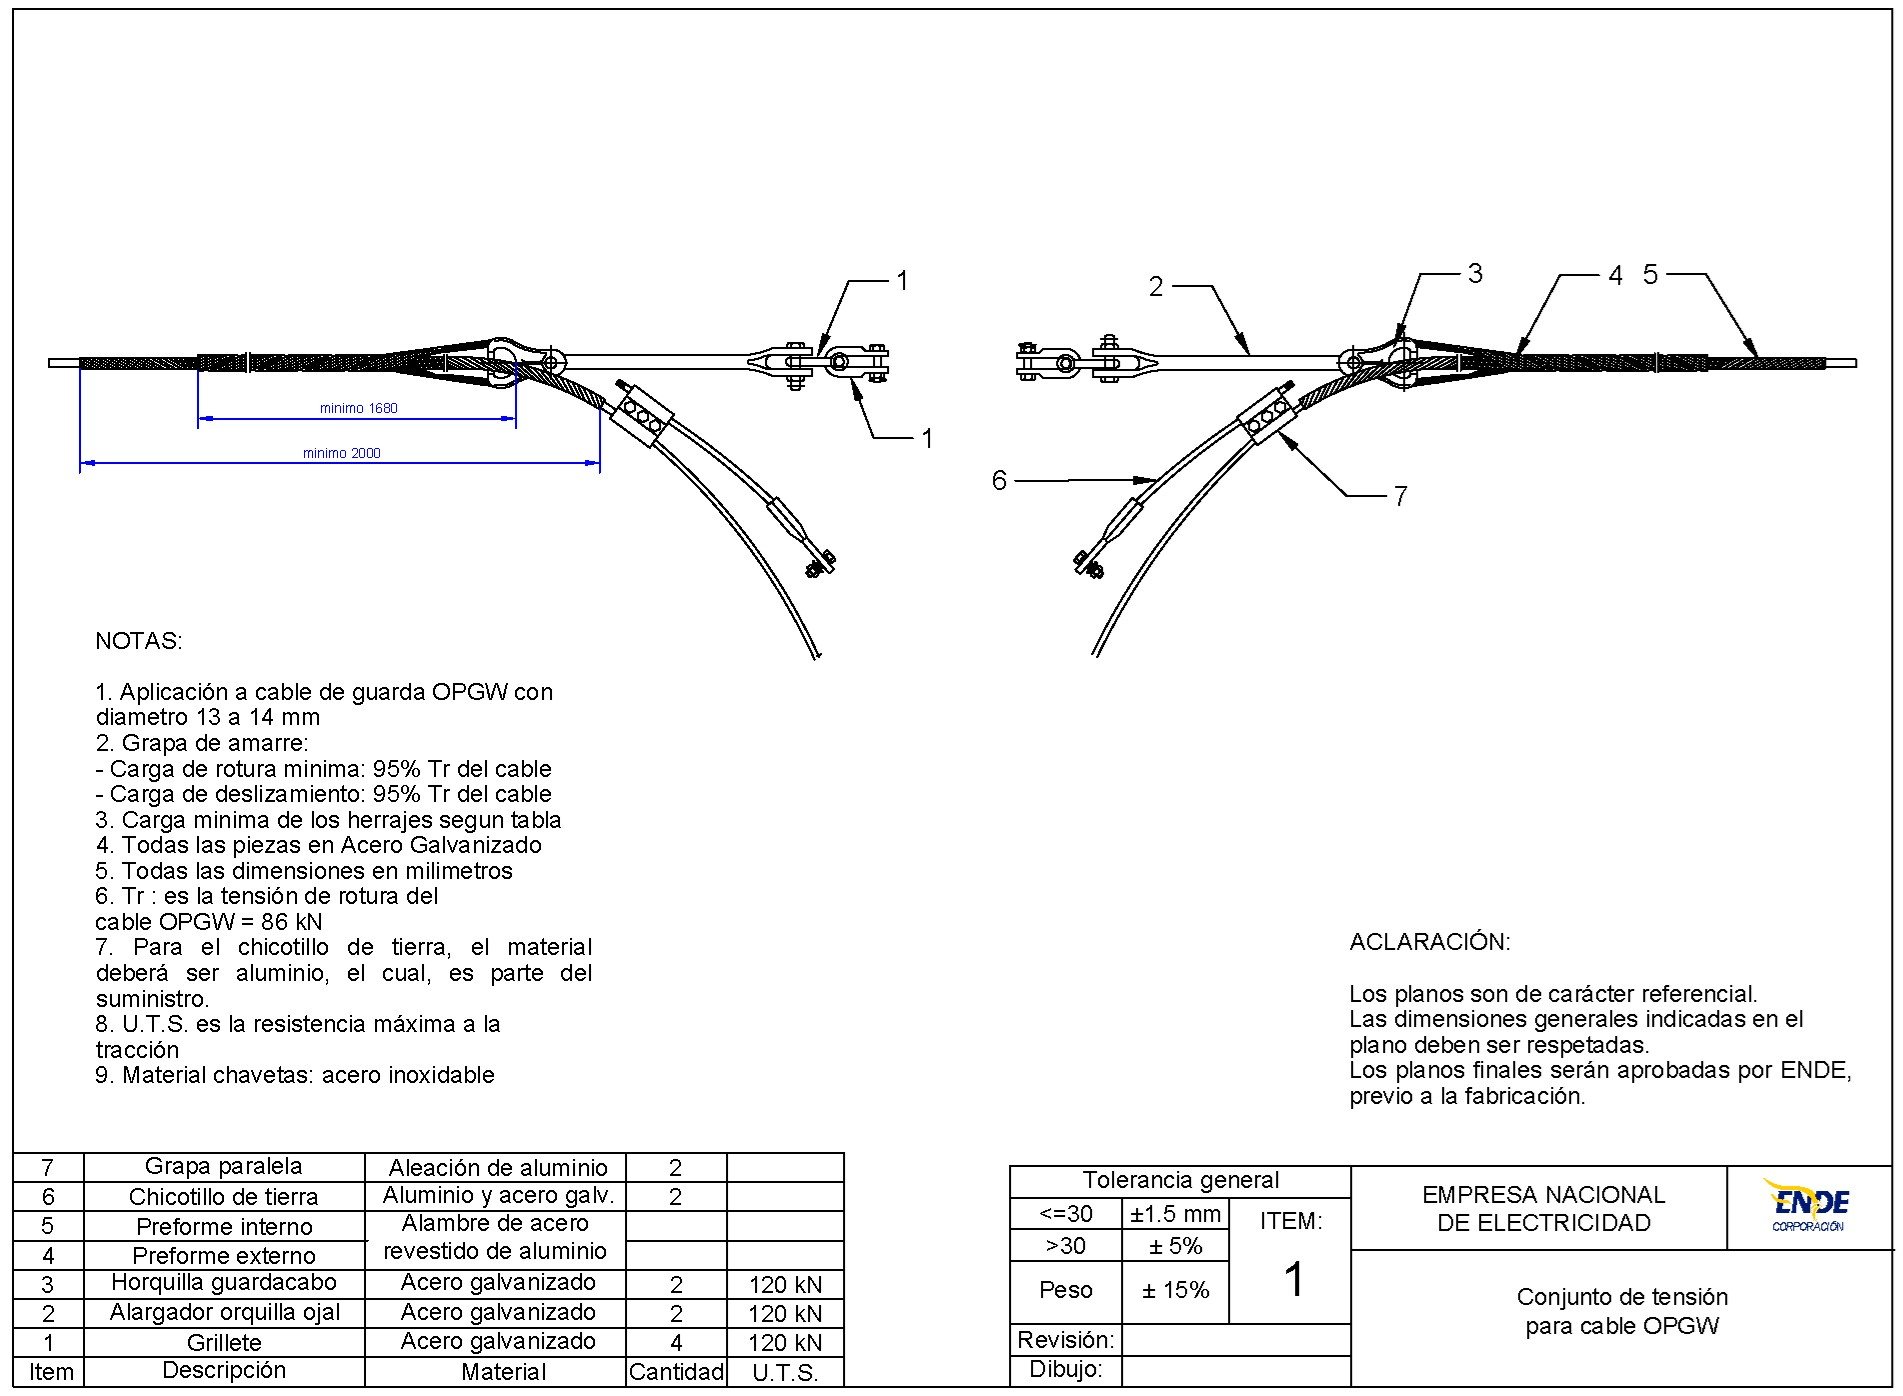 1
2
3
4
5
minimo 1680
1
minimo 2000
6
7
NOTAS:
1. Aplicación a cable de guarda OPGW con
diametro 13 a 14 mm
2. Grapa de amarre:
- Carga de rotura minima: 95% Tr del cable
- Carga de deslizamiento: 95% Tr del cable
3. Carga minima de los herrajes segun tabla
4. Todas las piezas en Acero Galvanizado
5. Todas las dimensiones en milimetros
6. Tr : es la tensión de rotura del
cable OPGW = 86 kN
7. Para el chicotillo de tierra, el material
deberá ser aluminio, el cual, es parte del
suministro.
8. U.T.S. es la resistencia máxima a la
tracción
9. Material chavetas: acero inoxidable
ACLARACIÓN:
Los planos son de carácter referencial.
Las dimensiones generales indicadas en el
plano deben ser respetadas.
Los planos finales serán aprobadas por ENDE,
previo a la fabricación.
7 Grapa paralela Aleación de aluminio 2
6 Chicotillo de tierra Aluminio y acero galv. 2
5 Preforme interno Alambre de acero
4 Preforme externo revestido de aluminio
3 Horquilla guardacabo Acero galvanizado 2 120 kN
2 Alargador orquilla ojal Acero galvanizado 2 120 kN
1 Grillete Acero galvanizado 4 120 kN
Item Descripción Material Cantidad U.T.S.
Tolerancia general
<=30 ±1.5 mm
>30 ± 5%
Peso ± 15%
ITEM:
1
Revisión:
Dibujo:
EMPRESA NACIONAL
DE ELECTRICIDAD
ENDE
CORPORACIÓN
Conjunto de tensión
para cable OPGW